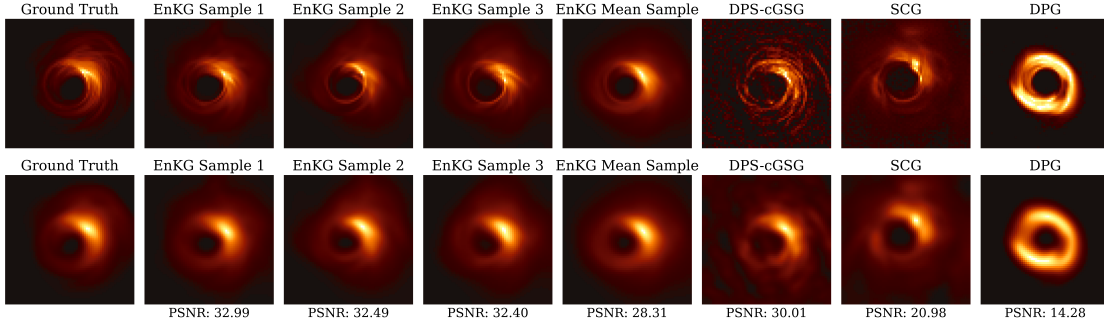 Ground Truth EnKG Sample 1 EnKG Sample 2 EnKG Sample 3 EnKG Mean Sample DPS-cGSG SCG DPG
Ground Truth EnKG Sample 1 EnKG Sample 2 EnKG Sample 3 EnKG Mean Sample DPS-cGSG SCG DPG
PSNR: 32.99 PSNR: 32.49 PSNR: 32.40 PSNR: 28.31 PSNR: 30.01 PSNR: 20.98 PSNR: 14.28